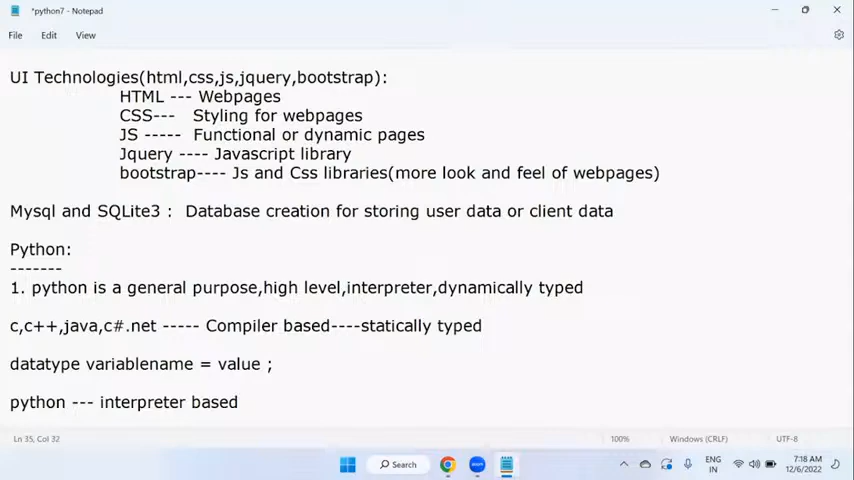 *python7 - Notepad
File Edit View
UI Technologies(html,css,js,jquery,bootstrap):
HTML --- Webpages
CSS--- Styling for webpages
JS ----- Functional or dynamic pages
Jquery ---- Javascript library
bootstrap---- Js and Css libraries(more look and feel of webpages)
Mysql and SQLite3 : Database creation for storing user data or client data
Python:
-------
1. python is a general purpose,high level,interpreter,dynamically typed
c,c++,java,c#.net ----- Compiler based----statically typed
datatype variablename = value ;
python --- interpreter based
Ln 35, Col 32 100% Windows (CRLF) UTF-8
Search zoom ENG IN 7:18 AM 12/6/2022